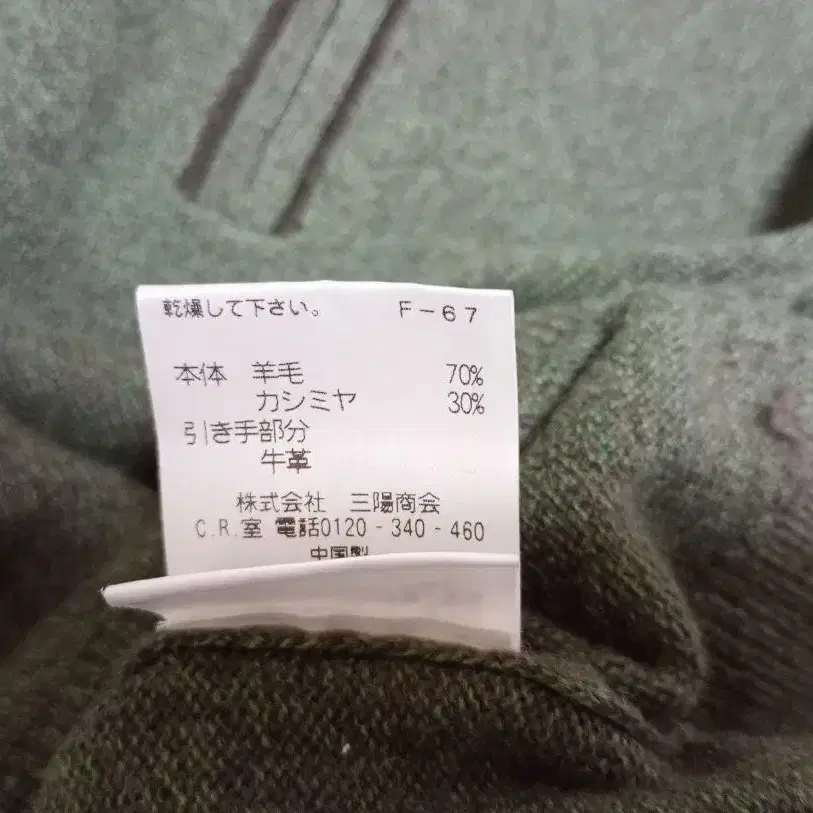 乾燥して下さい。 F-67
本体 羊毛 70%
カシミヤ 30%
引き手部分
牛革
株式会社 三陽商会
C.R.室 電話0120-340-460
中国製